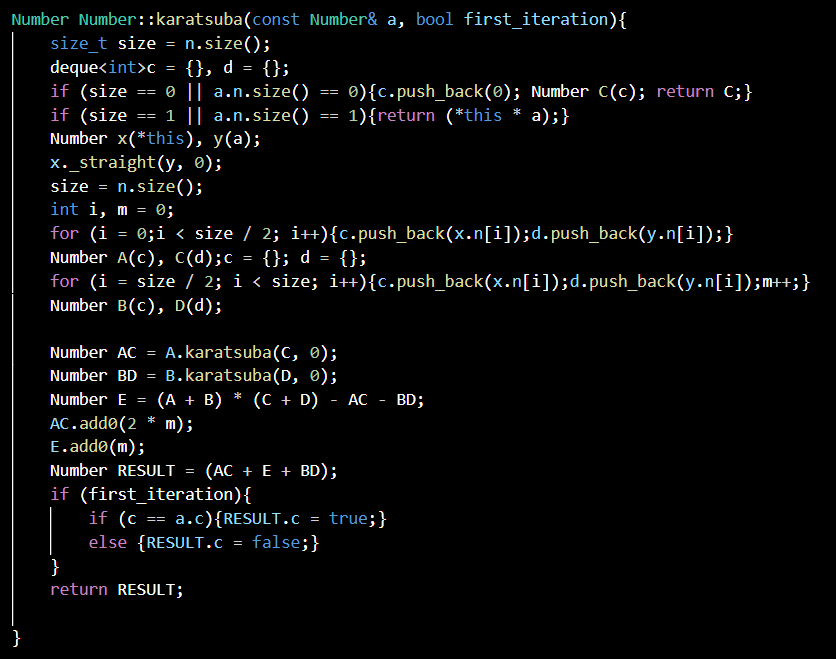 Number Number::karatsuba(const Number& a, bool first_iteration){
    size_t size = n.size();
    deque<int>c = {}, d = {};
    if (size == 0 || a.n.size() == 0){c.push_back(0); Number C(c); return C;}
    if (size == 1 || a.n.size() == 1){return (*this * a);}
    Number x(*this), y(a);
    x._straight(y, 0);
    size = n.size();
    int i, m = 0;
    for (i = 0;i < size / 2; i++){c.push_back(x.n[i]);d.push_back(y.n[i]);}
    Number A(c), C(d);c = {}; d = {};
    for (i = size / 2; i < size; i++){c.push_back(x.n[i]);d.push_back(y.n[i]);m++;}
    Number B(c), D(d);

    Number AC = A.karatsuba(C, 0);
    Number BD = B.karatsuba(D, 0);
    Number E = (A + B) * (C + D) - AC - BD;
    AC.add0(2 * m);
    E.add0(m);
    Number RESULT = (AC + E + BD);
    if (first_iteration){
        if (c == a.c){RESULT.c = true;}
        else {RESULT.c = false;}
    }
    return RESULT;

}